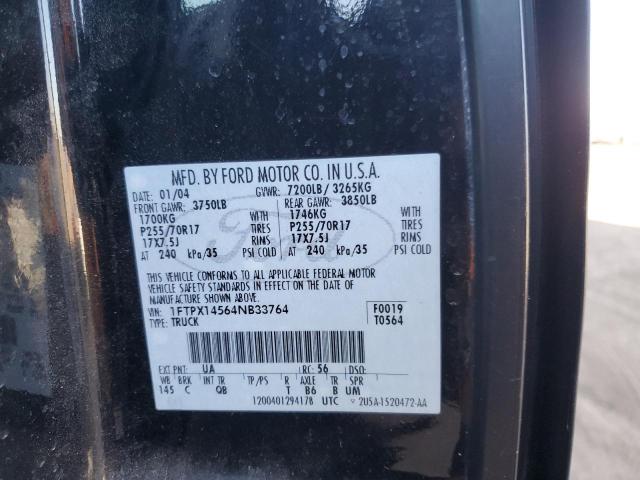 MFD. BY FORD MOTOR CO. IN U.S.A.
DATE: 01/04 GVWR: 7200LB/ 3265KG
FRONT GAWR: 3750LB REAR GAWR: 3850LB
1700KG WITH 1746KG WITH
P255/70R17 TIRES P255/70R17 TIRES
17X7.5J RIMS 17X7.5J RIMS
AT 240 kPa/35 PSI COLD AT 240 kPa/35 PSI COLD
THIS VEHICLE CONFORMS TO ALL APPLICABLE FEDERAL MOTOR
VEHICLE SAFETY STANDARDS IN EFFECT ON THE DATE OF
MANUFACTURE SHOWN ABOVE.
VIN: 1FTPX14564NB33764 F0019
TYPE: TRUCK T0564
EXT PNT: UA RC: 56 DSO:
WB BRK INT TR TP/PS R AXLE TR SPR
145 C QB T B6 B UM
12004012941​78 UTC 2U5A-1520472-AA
Ford